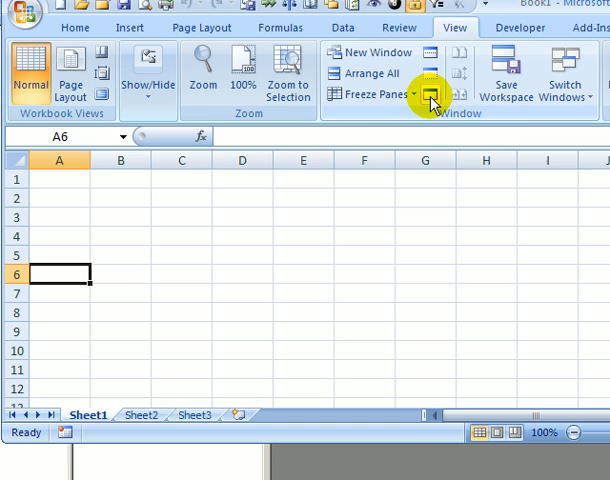 Book1 - Microsof
Home Insert Page Layout Formulas Data Review View Developer Add-Ins
Normal Page Layout Show/Hide Zoom 100% Zoom to Selection New Window Save Workspace Switch Windows
Arrange All
Freeze Panes
Workbook Views Zoom Window
A6 fx
A B C D E F G H I J
1
2
3
4
5
6
7
8
9
10
11
12
13
Sheet1 Sheet2 Sheet3
Ready 100%